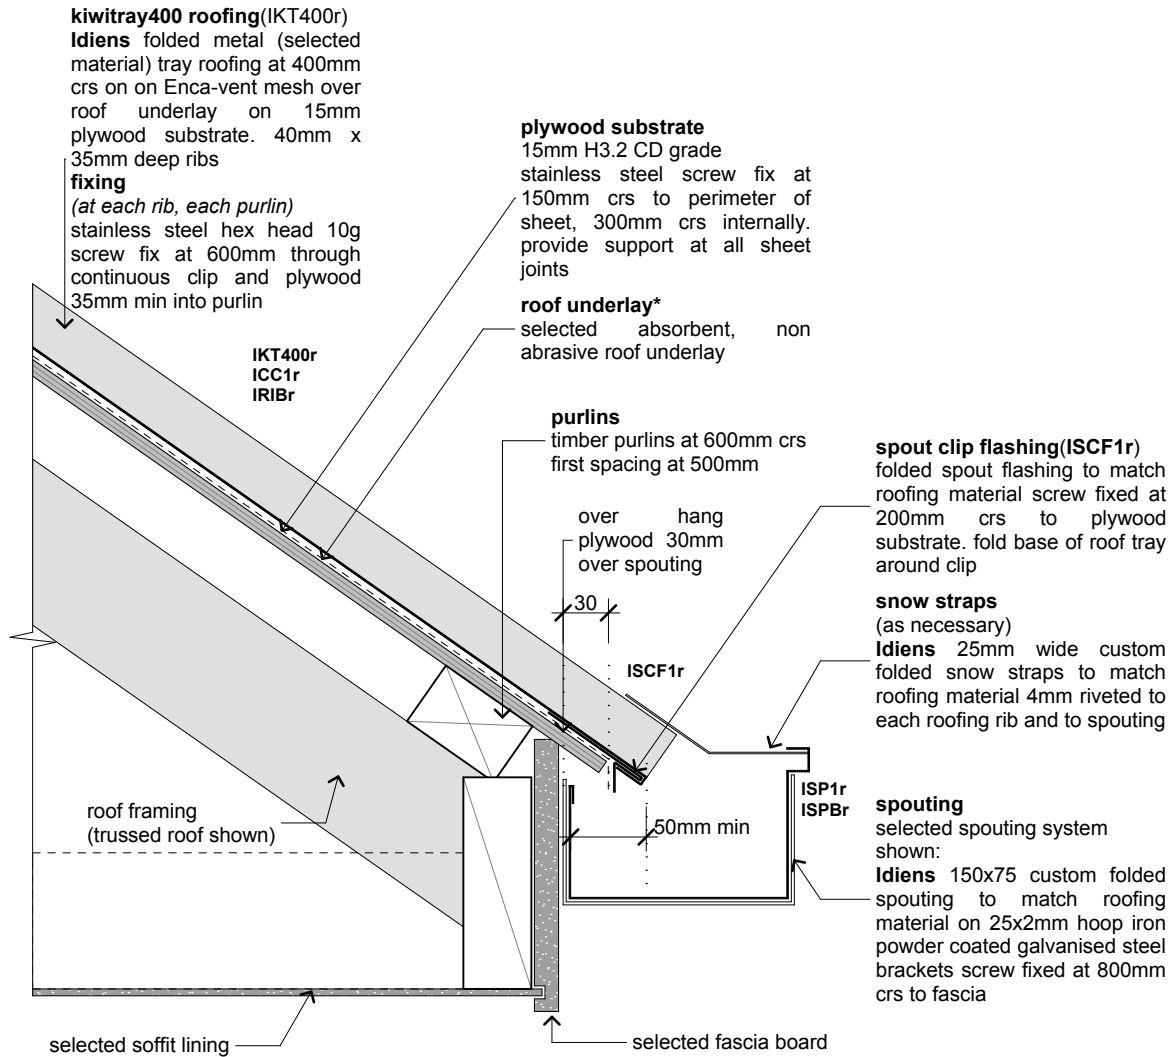 kiwitray400 roofing(IKT400r)
Idiens folded metal (selected
material) tray roofing at 400mm
crs on on Enca-vent mesh over
roof underlay on 15mm
plywood substrate. 40mm x
35mm deep ribs
fixing
(at each rib, each purlin)
stainless steel hex head 10g
screw fix at 600mm through
continuous clip and plywood
35mm min into purlin
plywood substrate
15mm H3.2 CD grade
stainless steel screw fix at
150mm crs to perimeter of
sheet, 300mm crs internally.
provide support at all sheet
joints
roof underlay*
selected absorbent, non
abrasive roof underlay
IKT400r
ICC1r
IRIBr
purlins
timber purlins at 600mm crs
first spacing at 500mm
over hang
plywood 30mm
over spouting
30
ISCF1r
spout clip flashing(ISCF1r)
folded spout flashing to match
roofing material screw fixed at
200mm crs to plywood
substrate. fold base of roof tray
around clip
snow straps
(as necessary)
Idiens 25mm wide custom
folded snow straps to match
roofing material 4mm riveted to
each roofing rib and to spouting
ISP1r
ISPBr
spouting
selected spouting system
shown:
Idiens 150x75 custom folded
spouting to match roofing
material on 25x2mm hoop iron
powder coated galvanised steel
brackets screw fixed at 800mm
crs to fascia
50mm min
roof framing
(trussed roof shown)
selected soffit lining
selected fascia board